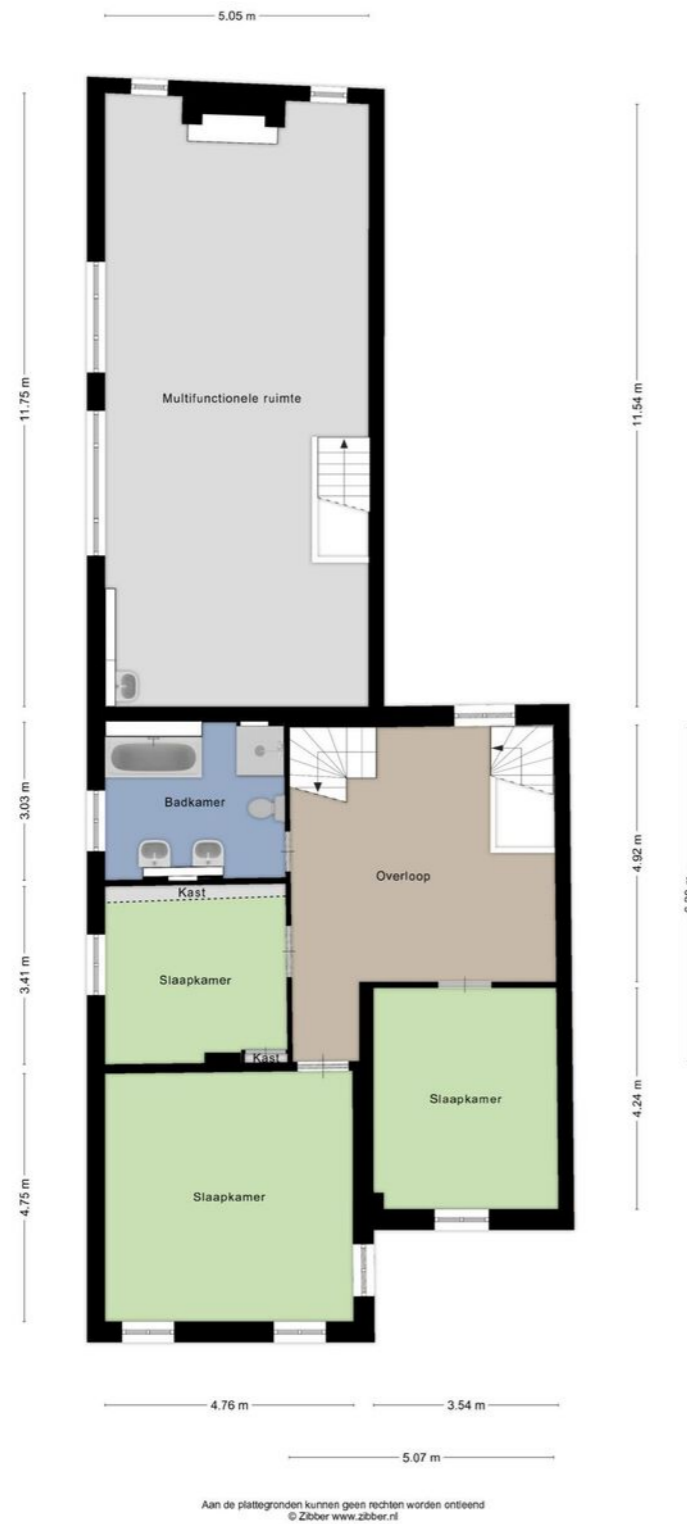 5.05 m
11.75 m
11.54 m
Multifunctionele ruimte
3.03 m
Badkamer
4.92 m
Overloop
Kast
3.41 m
Slaapkamer
Kast
4.24 m
Slaapkamer
4.75 m
Slaapkamer
4.76 m
3.54 m
5.07 m
Aan de plattegronden kunnen geen rechten worden ontleend
© Zibber www.zibber.nl